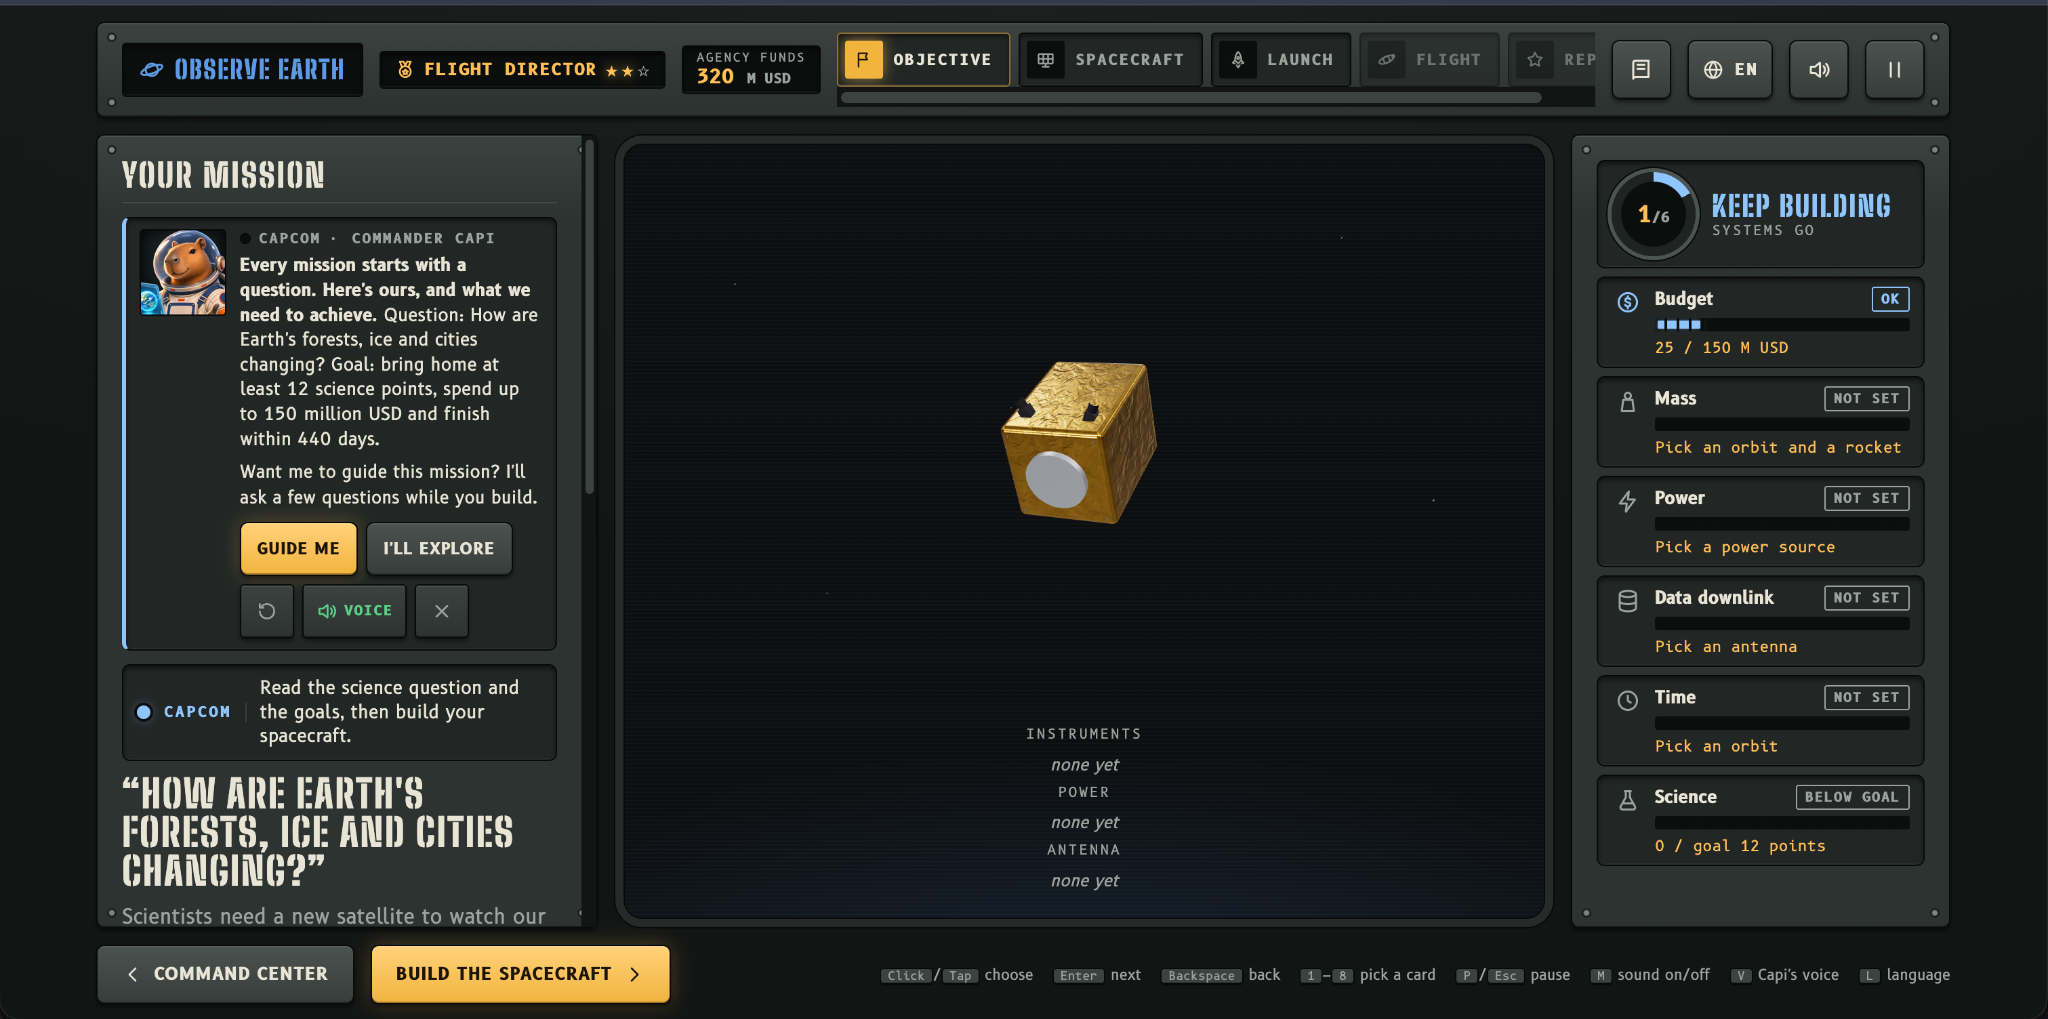 OBSERVE EARTH
FLIGHT DIRECTOR ★★☆
AGENCY FUNDS
320 M USD
OBJECTIVE
SPACECRAFT
LAUNCH
FLIGHT
REP
EN
YOUR MISSION
CAPCOM · COMMANDER CAPI
Every mission starts with a
question. Here's ours, and what we
need to achieve. Question: How are
Earth's forests, ice and cities
changing? Goal: bring home at
least 12 science points, spend up
to 150 million USD and finish
within 440 days.
Want me to guide this mission? I'll
ask a few questions while you build.
GUIDE ME
I'LL EXPLORE
VOICE
CAPCOM
Read the science question and
the goals, then build your
spacecraft.
“HOW ARE EARTH'S
FORESTS, ICE AND CITIES
CHANGING?”
Scientists need a new satellite to watch our
INSTRUMENTS
none yet
POWER
none yet
ANTENNA
none yet
1/6
KEEP BUILDING
SYSTEMS GO
Budget
OK
25 / 150 M USD
Mass
NOT SET
Pick an orbit and a rocket
Power
NOT SET
Pick a power source
Data downlink
NOT SET
Pick an antenna
Time
NOT SET
Pick an orbit
Science
BELOW GOAL
0 / goal 12 points
COMMAND CENTER
BUILD THE SPACECRAFT
Click/Tap choose
Enter next
Backspace back
1–8 pick a card
P/Esc pause
M sound on/off
V Capi's voice
L language